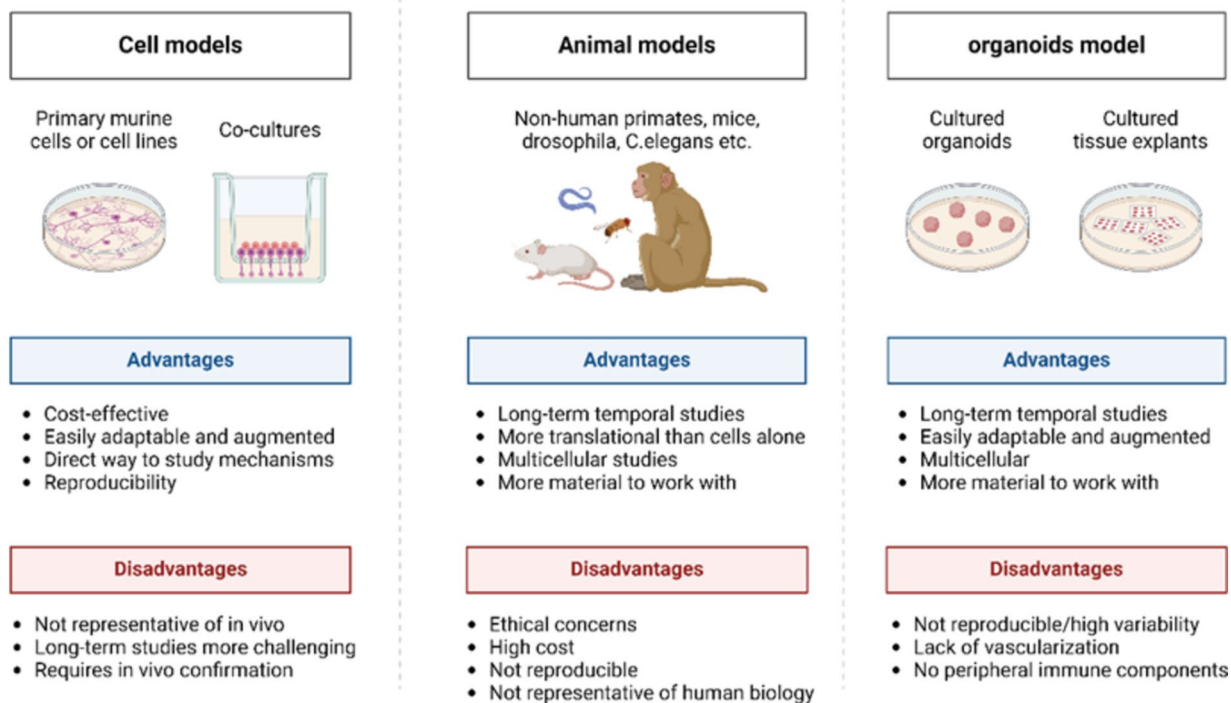 Cell models
Primary murine
cells or cell lines
Co-cultures
Advantages
• Cost-effective
• Easily adaptable and augmented
• Direct way to study mechanisms
• Reproducibility
Disadvantages
• Not representative of in vivo
• Long-term studies more challenging
• Requires in vivo confirmation
Animal models
Non-human primates, mice,
drosophila, C.elegans etc.
Advantages
• Long-term temporal studies
• More translational than cells alone
• Multicellular studies
• More material to work with
Disadvantages
• Ethical concerns
• High cost
• Not reproducible
• Not representative of human biology
organoids model
Cultured
organoids
Cultured
tissue explants
Advantages
• Long-term temporal studies
• Easily adaptable and augmented
• Multicellular
• More material to work with
Disadvantages
• Not reproducible/high variability
• Lack of vascularization
• No peripheral immune components